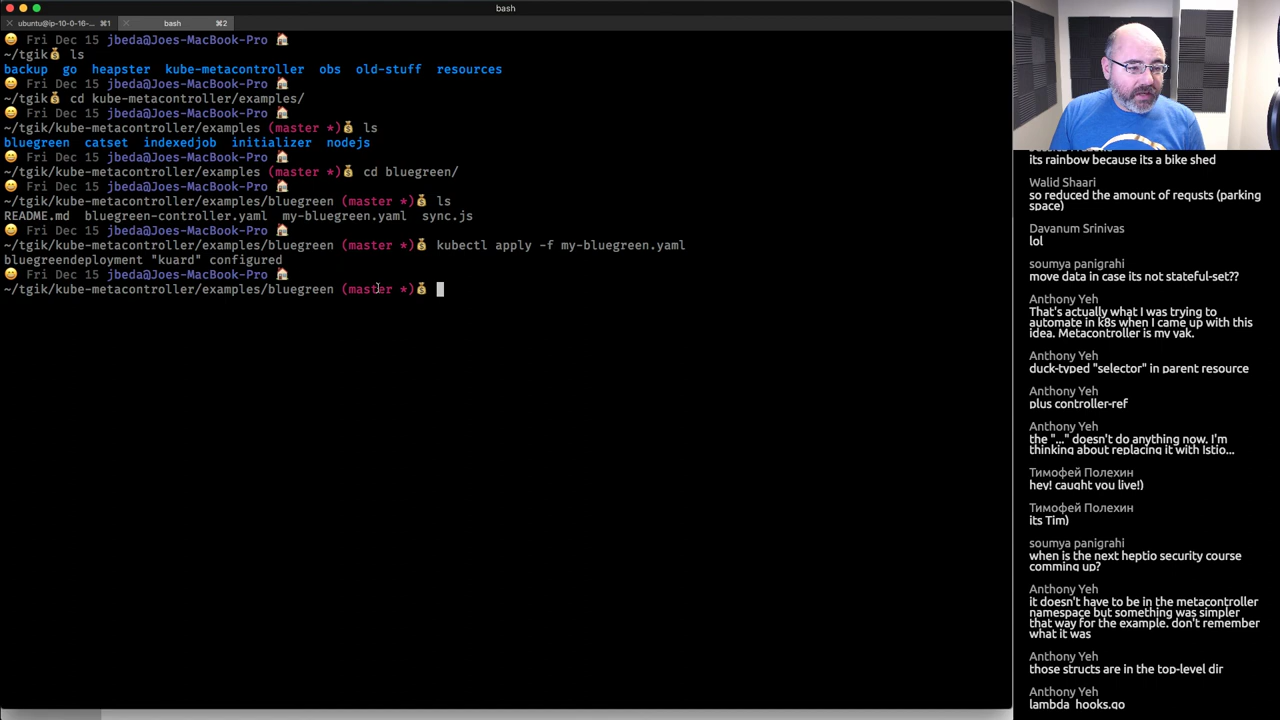 bash
ubuntu@ip-10-0-16-... ⌘1
bash ⌘2
😄 Fri Dec 15 jbeda@Joes-MacBook-Pro 🏠
~/tgik💰 ls
backup go heapster kube-metacontroller obs old-stuff resources
😄 Fri Dec 15 jbeda@Joes-MacBook-Pro 🏠
~/tgik💰 cd kube-metacontroller/examples/
😄 Fri Dec 15 jbeda@Joes-MacBook-Pro 🏠
~/tgik/kube-metacontroller/examples (master *)💰 ls
bluegreen catset indexedjob initializer nodejs
😄 Fri Dec 15 jbeda@Joes-MacBook-Pro 🏠
~/tgik/kube-metacontroller/examples (master *)💰 cd bluegreen/
😄 Fri Dec 15 jbeda@Joes-MacBook-Pro 🏠
~/tgik/kube-metacontroller/examples/bluegreen (master *)💰 ls
README.md bluegreen-controller.yaml my-bluegreen.yaml sync.js
😄 Fri Dec 15 jbeda@Joes-MacBook-Pro 🏠
~/tgik/kube-metacontroller/examples/bluegreen (master *)💰 kubectl apply -f my-bluegreen.yaml
bluegreendeployment "kuard" configured
😄 Fri Dec 15 jbeda@Joes-MacBook-Pro 🏠
~/tgik/kube-metacontroller/examples/bluegreen (master *)💰
its rainbow because its a bike shed
Walid Shaari
so reduced the amount of requsts (parking
space)
Davanum Srinivas
lol
soumya panigrahi
move data in case its not stateful-set??
Anthony Yeh
That's actually what I was trying to
automate in k8s when I came up with this
idea. Metacontroller is my yak.
Anthony Yeh
duck-typed "selector" in parent resource
Anthony Yeh
plus controller-ref
Anthony Yeh
the "..." doesn't do anything now. I'm
thinking about replacing it with Istio...
Тимофей Полехин
hey! caught you live!)
Тимофей Полехин
its Tim)
soumya panigrahi
when is the next heptio security course
comming up?
Anthony Yeh
it doesn't have to be in the metacontroller
namespace but something was simpler
that way for the example. don't remember
what it was
Anthony Yeh
those structs are in the top-level dir
Anthony Yeh
lambda_hooks.go